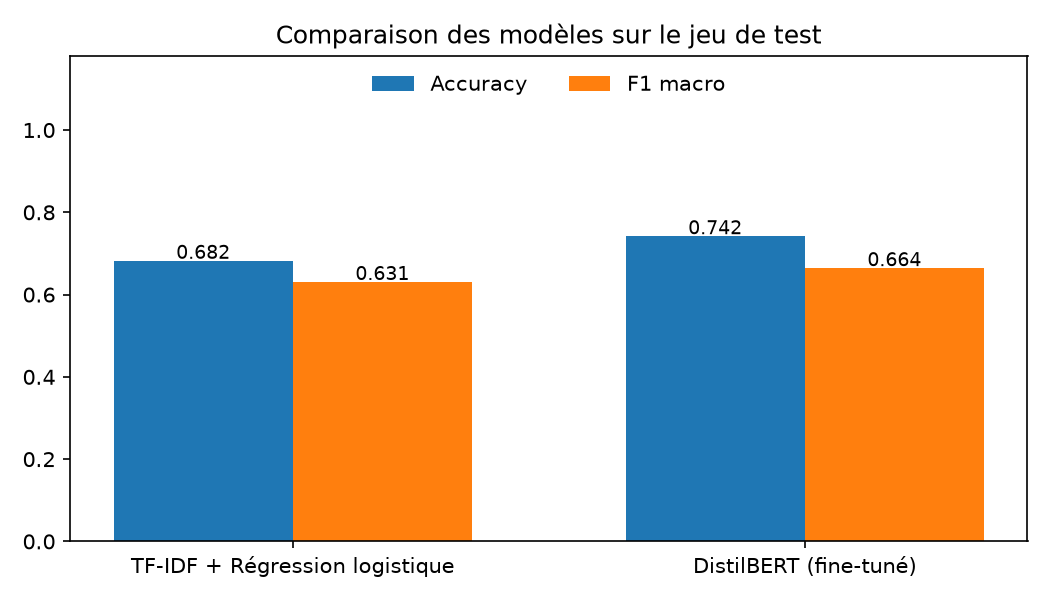 Comparaison des modèles sur le jeu de test
Accuracy F1 macro
1.0
0.8
0.6
0.4
0.2
0.0
0.682
0.631
0.742
0.664
TF-IDF + Régression logistique
DistilBERT (fine-tuné)